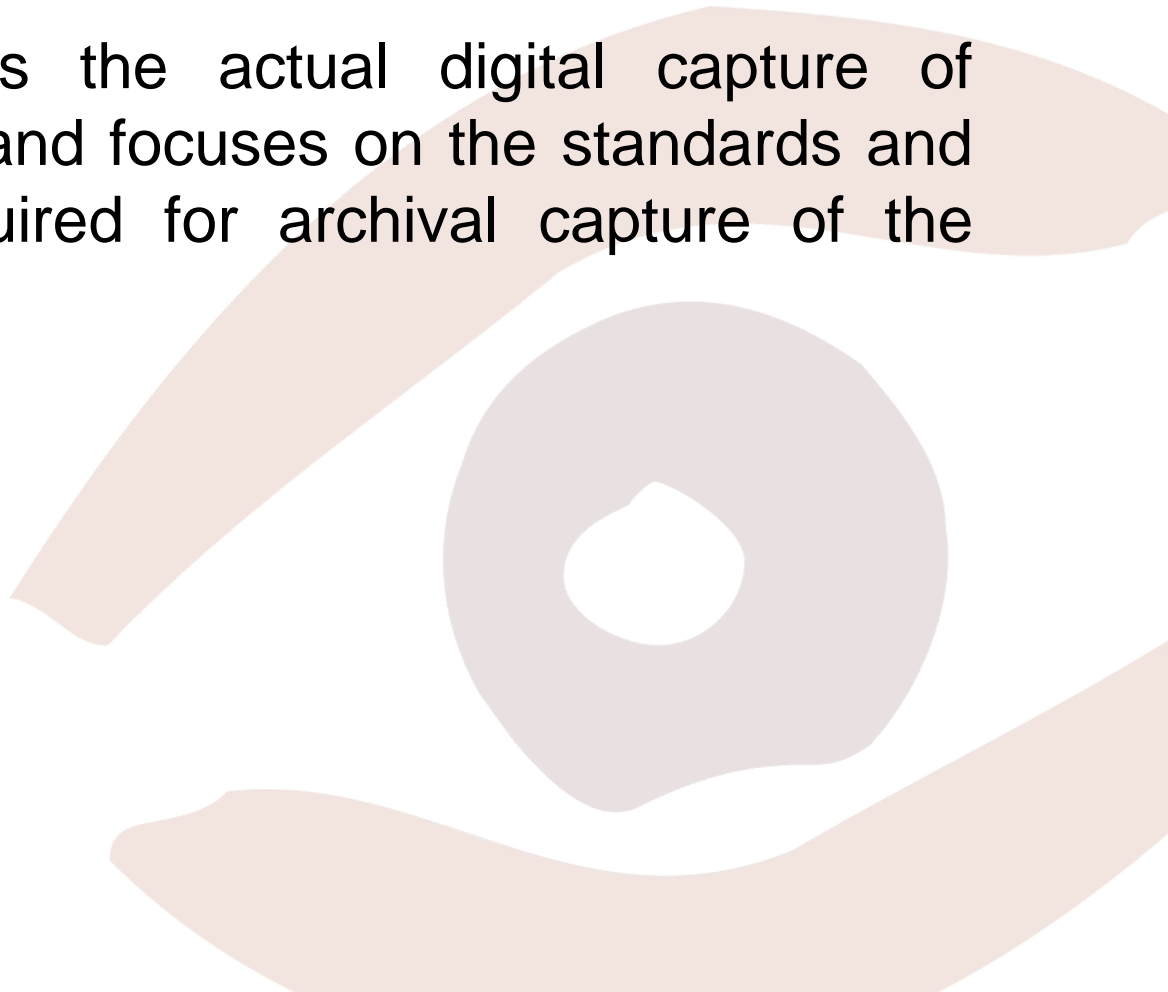 s the actual digital capture of
and focuses on the standards and
uired for archival capture of the